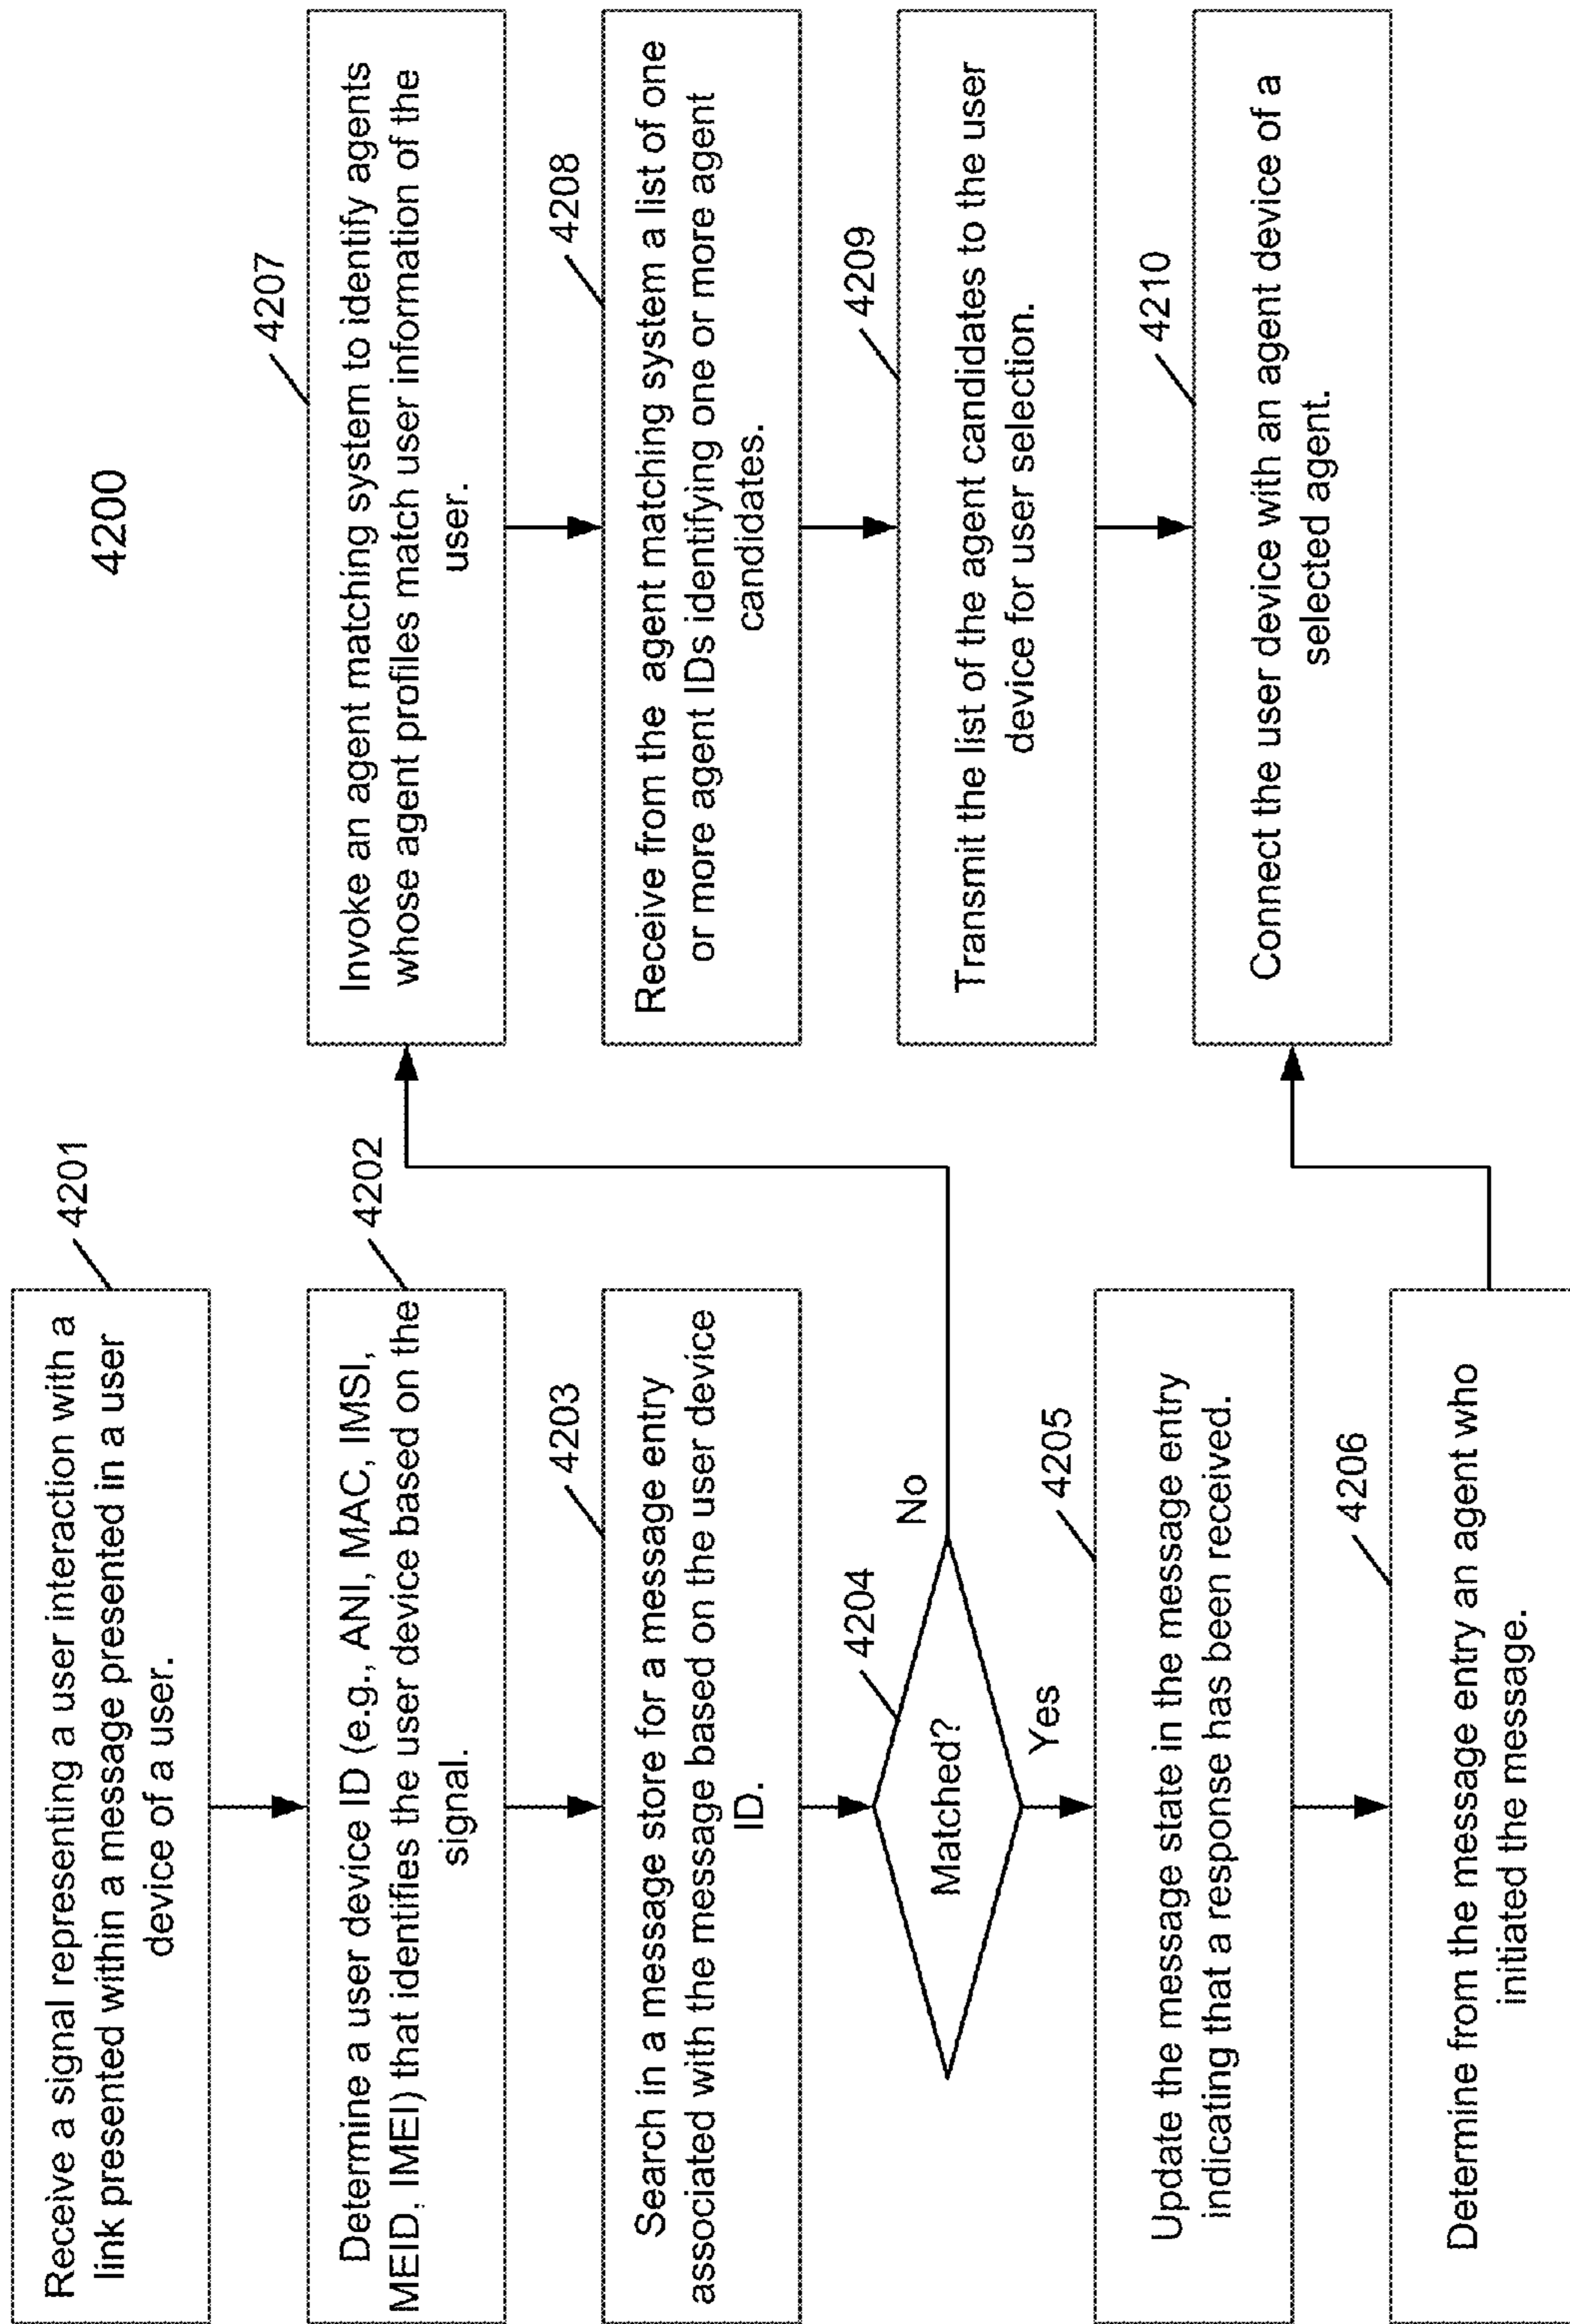 4200
4201
Receive a signal representing a user interaction with a
link presented within a message presented in a user
device of a user.
4202
Determine a user device ID (e.g., ANI, MAC, IMSI,
MEID, IMEI) that identifies the user device based on the
signal.
4203
Search in a message store for a message entry
associated with the message based on the user device
ID.
4204
Matched?
No
Yes
4205
Update the message state in the message entry
indicating that a response has been received.
4206
Determine from the message entry an agent who
initiated the message.
4207
Invoke an agent matching system to identify agents
whose agent profiles match user information of the
user.
4208
Receive from the agent matching system a list of one
or more agent IDs identifying one or more agent
candidates.
4209
Transmit the list of the agent candidates to the user
device for user selection.
4210
Connect the user device with an agent device of a
selected agent.